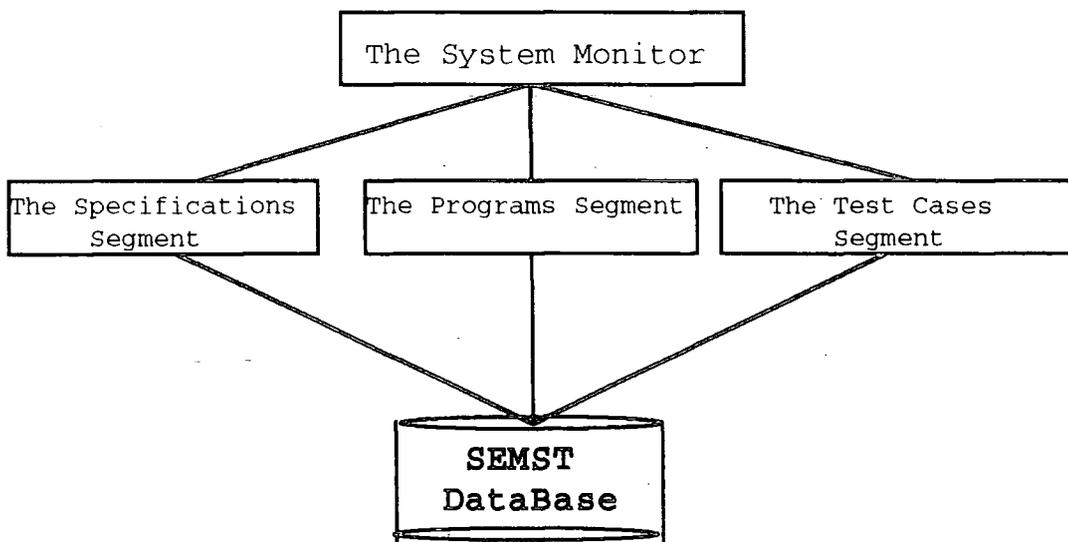 The System Monitor
The Specifications
Segment
The Programs Segment
The Test Cases
Segment
SEMST
DataBase